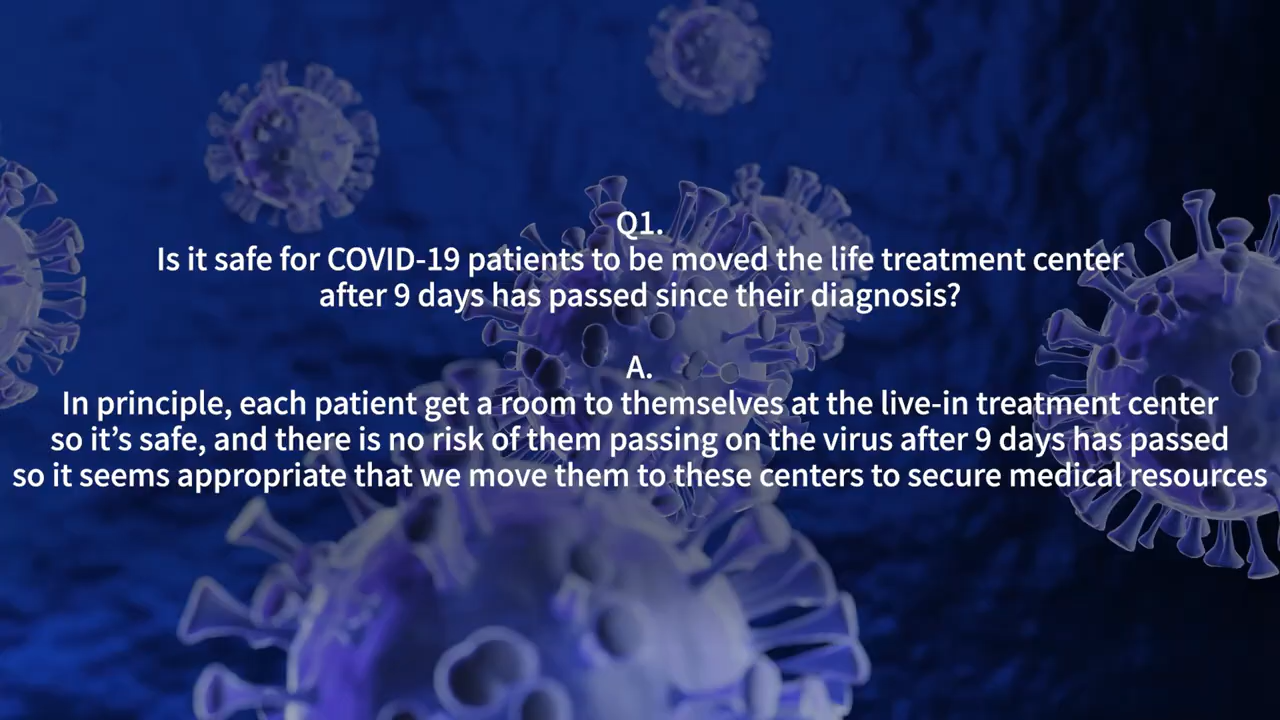 Q1.
Is it safe for COVID-19 patients to be moved the life treatment center
after 9 days has passed since their diagnosis?
A.
In principle, each patient get a room to themselves at the live-in treatment center
so it’s safe, and there is no risk of them passing on the virus after 9 days has passed
so it seems appropriate that we move them to these centers to secure medical resources